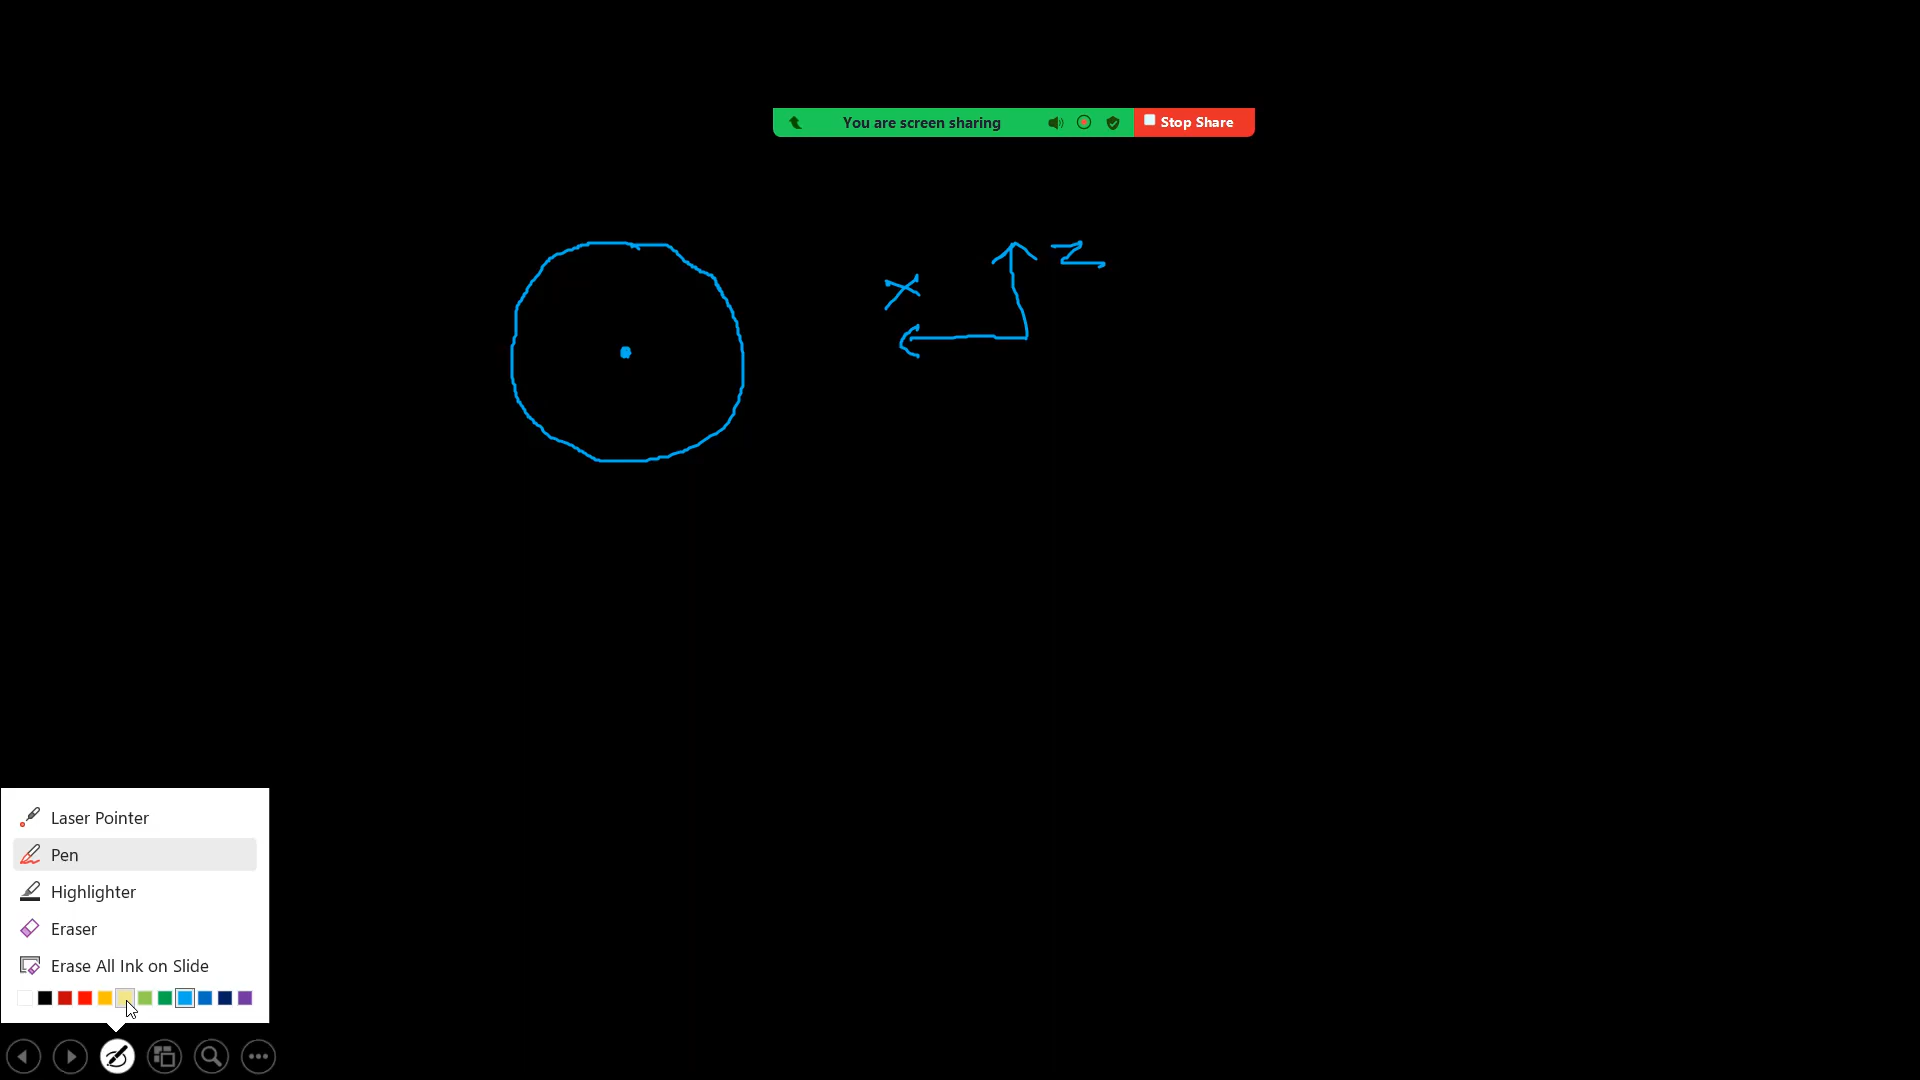 You are screen sharing Stop Share
Z
X
Laser Pointer
Pen
Highlighter
Eraser
Erase All Ink on Slide